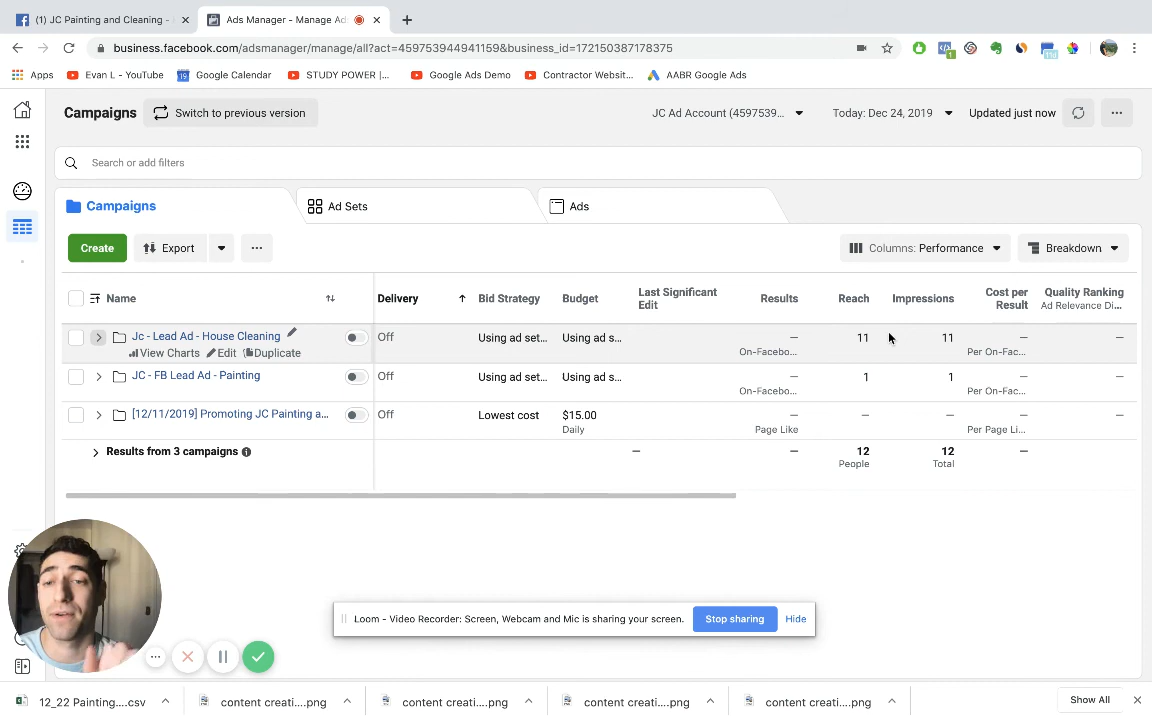 (1) JC Painting and Cleaning -
Ads Manager - Manage Ad
business.facebook.com/adsmanager/manage/all?act=459753944941159&business_id=172150387178375
Apps
Evan L - YouTube
19
Google Calendar
STUDY POWER |...
Google Ads Demo
Contractor Websit...
AABR Google Ads
1
11d
Campaigns
Switch to previous version
JC Ad Account (4597539...
Today: Dec 24, 2019
Updated just now
Search or add filters
Campaigns
Ad Sets
Ads
Create
Export
Columns: Performance
Breakdown
Name
Delivery
Bid Strategy
Budget
Last Significant Edit
Results
Reach
Impressions
Cost per Result
Quality Ranking
Ad Relevance Di...
Jc - Lead Ad - House Cleaning
View Charts
Edit
Duplicate
Off
Using ad set...
Using ad s...
—
On-Facebo...
11
11
—
Per On-Fac...
—
JC - FB Lead Ad - Painting
Off
Using ad set...
Using ad s...
—
On-Facebo...
1
1
—
Per On-Fac...
—
[12/11/2019] Promoting JC Painting a...
Off
Lowest cost
$15.00
Daily
—
Page Like
—
—
—
Per Page Li...
—
Results from 3 campaigns
—
—
12
People
12
Total
—
Loom - Video Recorder: Screen, Webcam and Mic is sharing your screen.
Stop sharing
Hide
12_22 Painting....csv
content creati....png
content creati....png
content creati....png
content creati....png
Show All